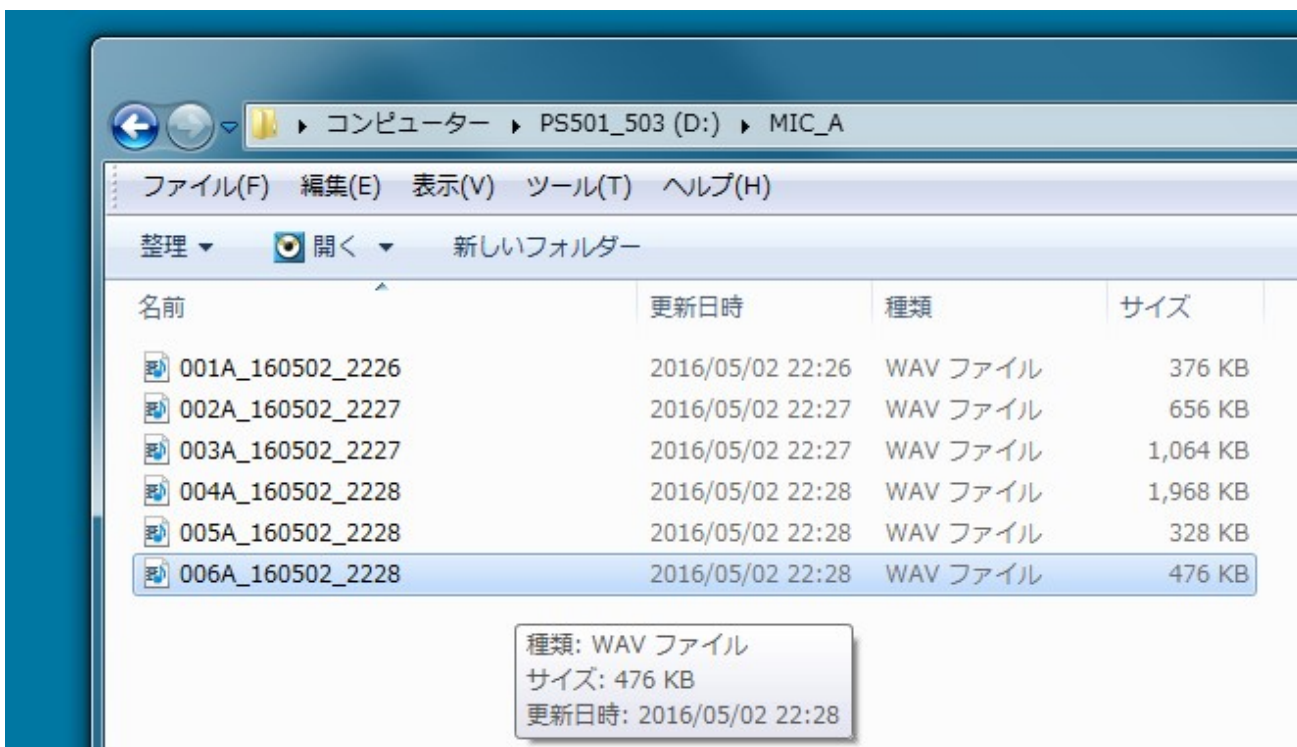 コンピューター ▸ PS501_503 (D:) ▸ MIC_A
ファイル(F) 編集(E) 表示(V) ツール(T) ヘルプ(H)
整理 ▼ 開く ▼ 新しいフォルダー
名前 更新日時 種類 サイズ
001A_160502_2226 2016/05/02 22:26 WAV ファイル 376 KB
002A_160502_2227 2016/05/02 22:27 WAV ファイル 656 KB
003A_160502_2227 2016/05/02 22:27 WAV ファイル 1,064 KB
004A_160502_2228 2016/05/02 22:28 WAV ファイル 1,968 KB
005A_160502_2228 2016/05/02 22:28 WAV ファイル 328 KB
006A_160502_2228 2016/05/02 22:28 WAV ファイル 476 KB
種類: WAV ファイル
サイズ: 476 KB
更新日時: 2016/05/02 22:28